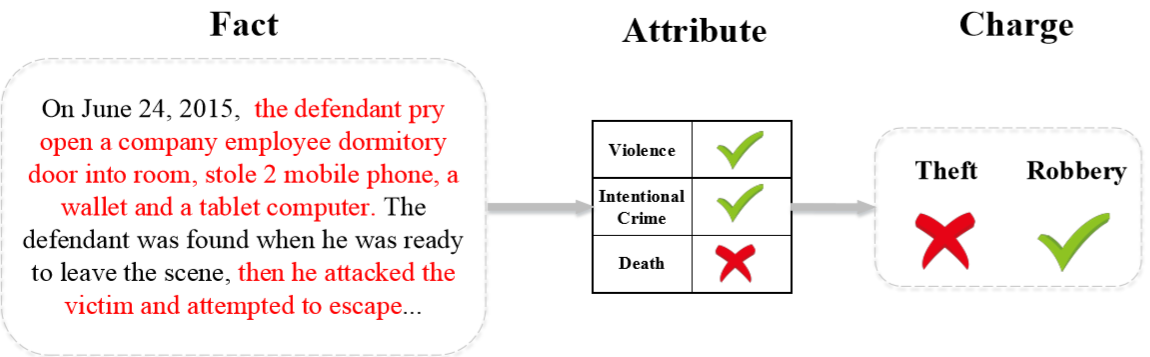 Fact
On June 24, 2015, the defendant pry
open a company employee dormitory
door into room, stole 2 mobile phone, a
wallet and a tablet computer. The
defendant was found when he was ready
to leave the scene, then he attacked the
victim and attempted to escape...
Attribute
Violence
Intentional
Crime
Death
Charge
Theft Robbery